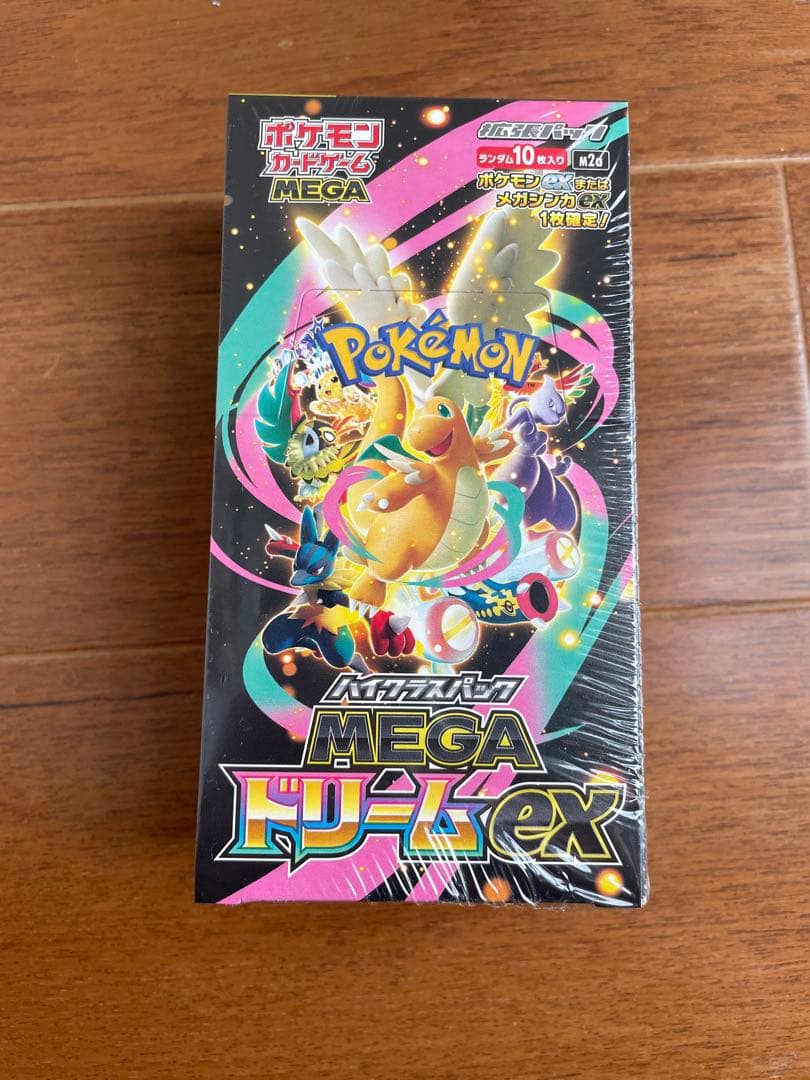 ポケモン
カードゲーム
MEGA
拡張パック
ランダム10枚入り M2a
ポケモンexまたは
メガシンカex
1枚確定!
POKéMON
TM
ハイクラスパック
MEGA
ドリームex